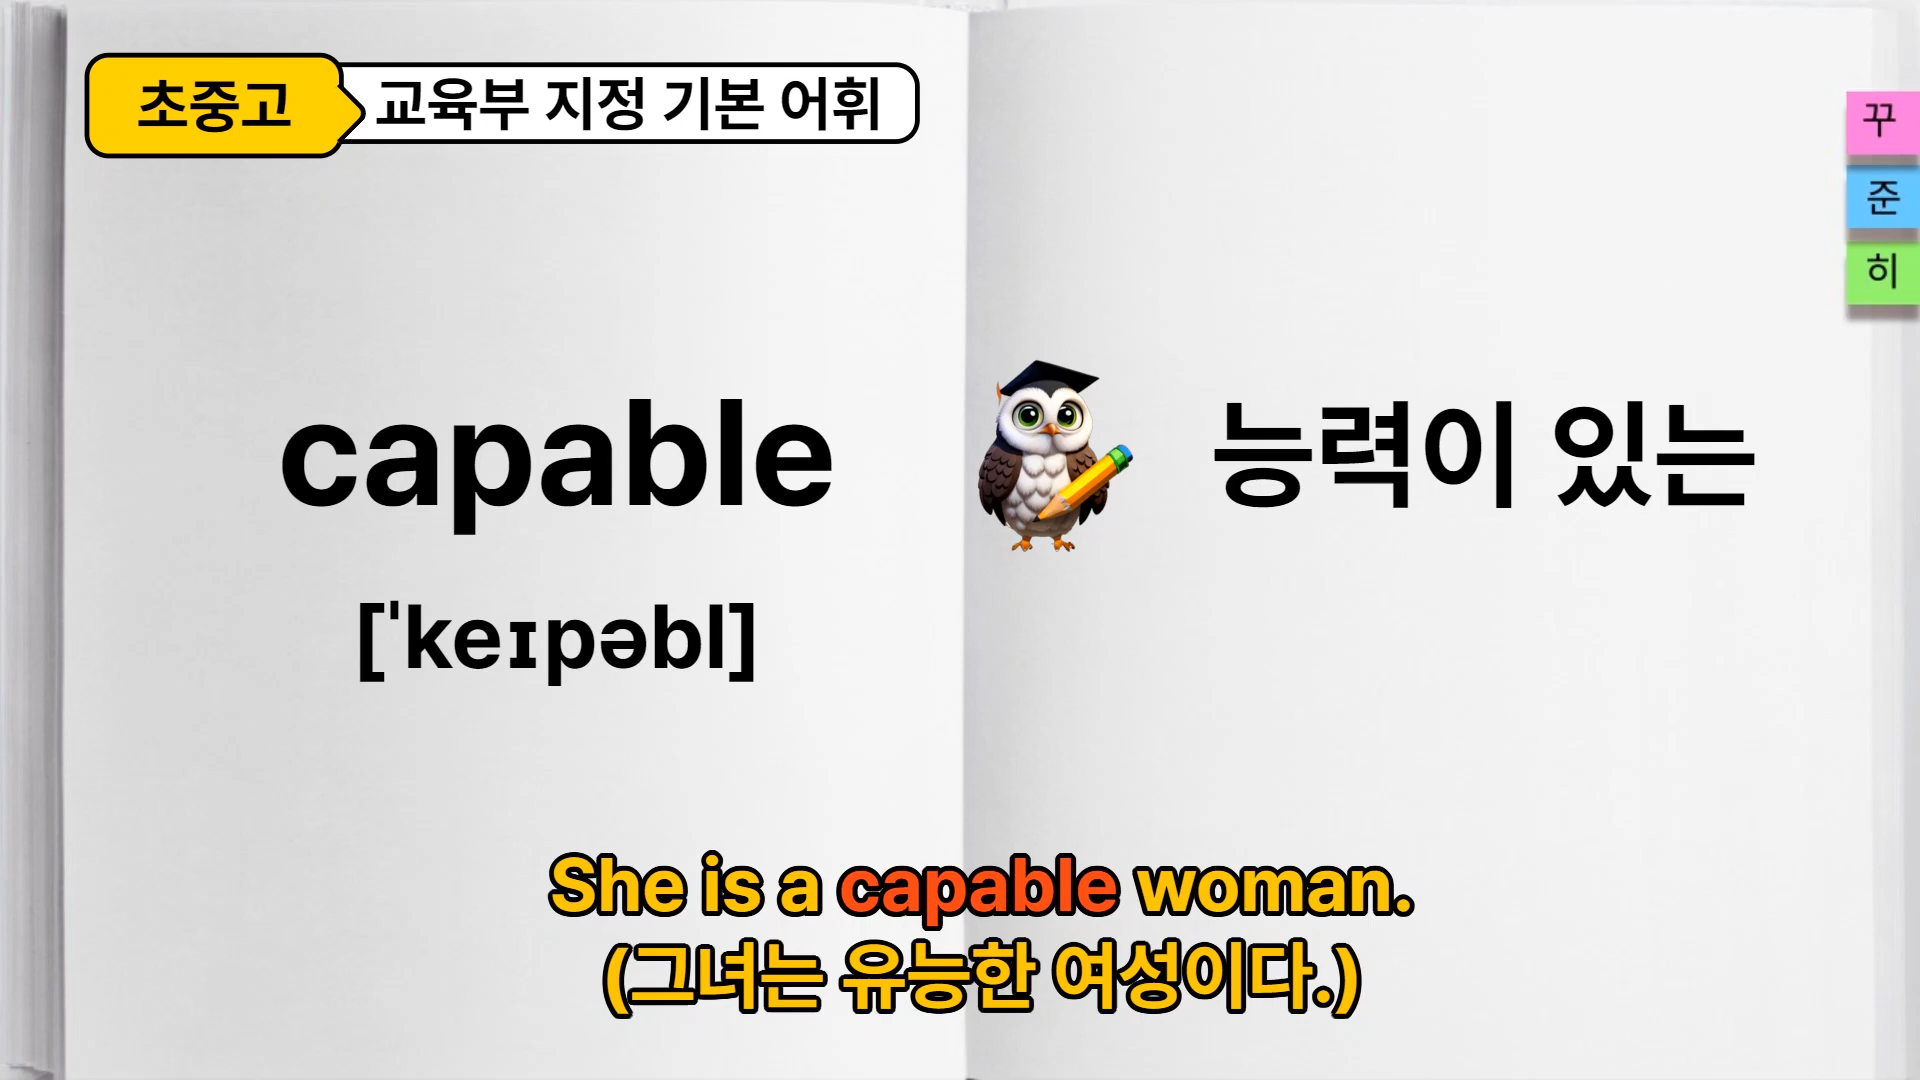 초중고 교육부 지정 기본 어휘
꾸
준
히
capable
능력이 있는
[ˈkeɪpəbl]
She is a capable woman.
(그녀는 유능한 여성이다.)